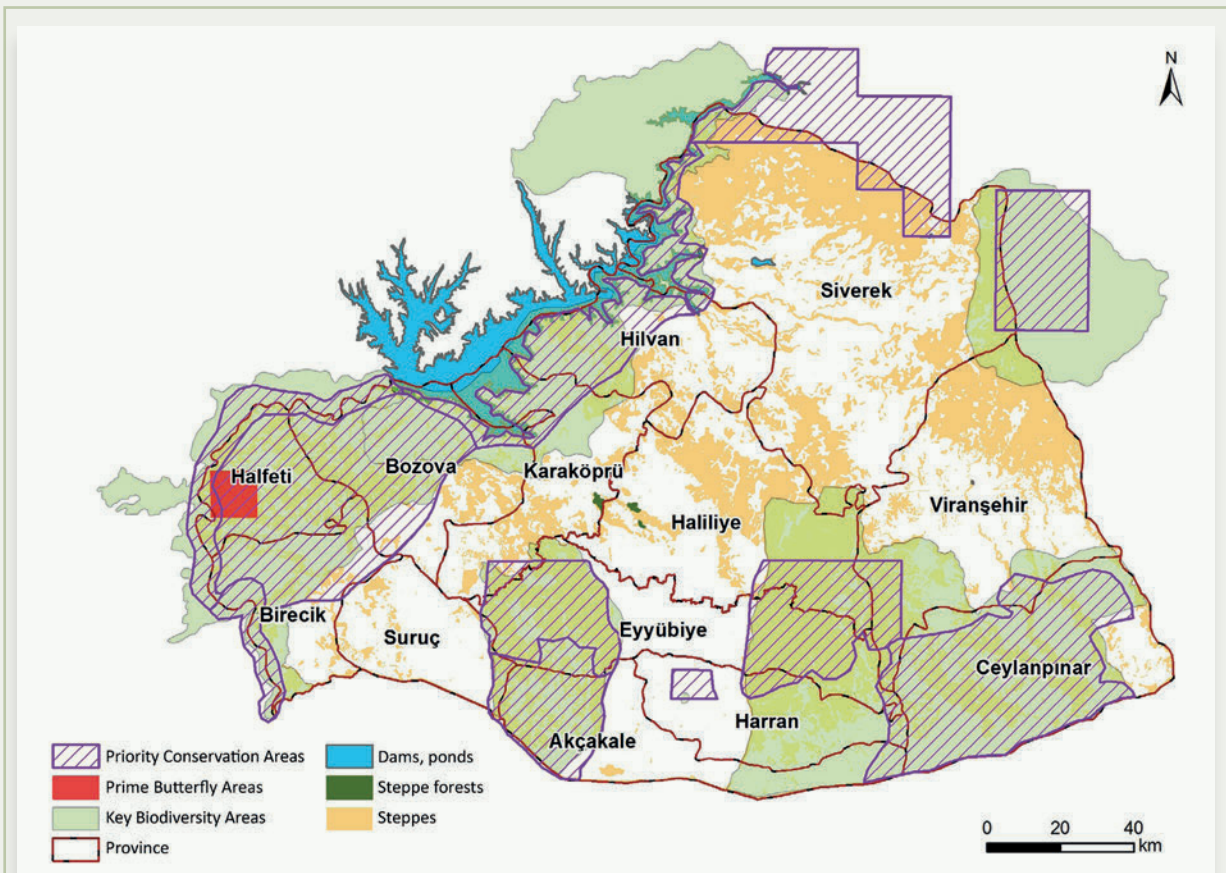 N
Siverek
Hilvan
Halfeti
Bozova
Karaköprü
Haliliye
Viranşehir
Birecik
Suruç
Eyyübiye
Ceylanpınar
Akçakale
Harran
Priority Conservation Areas
Prime Butterfly Areas
Key Biodiversity Areas
Province
Dams, ponds
Steppe forests
Steppes
0 20 40
km